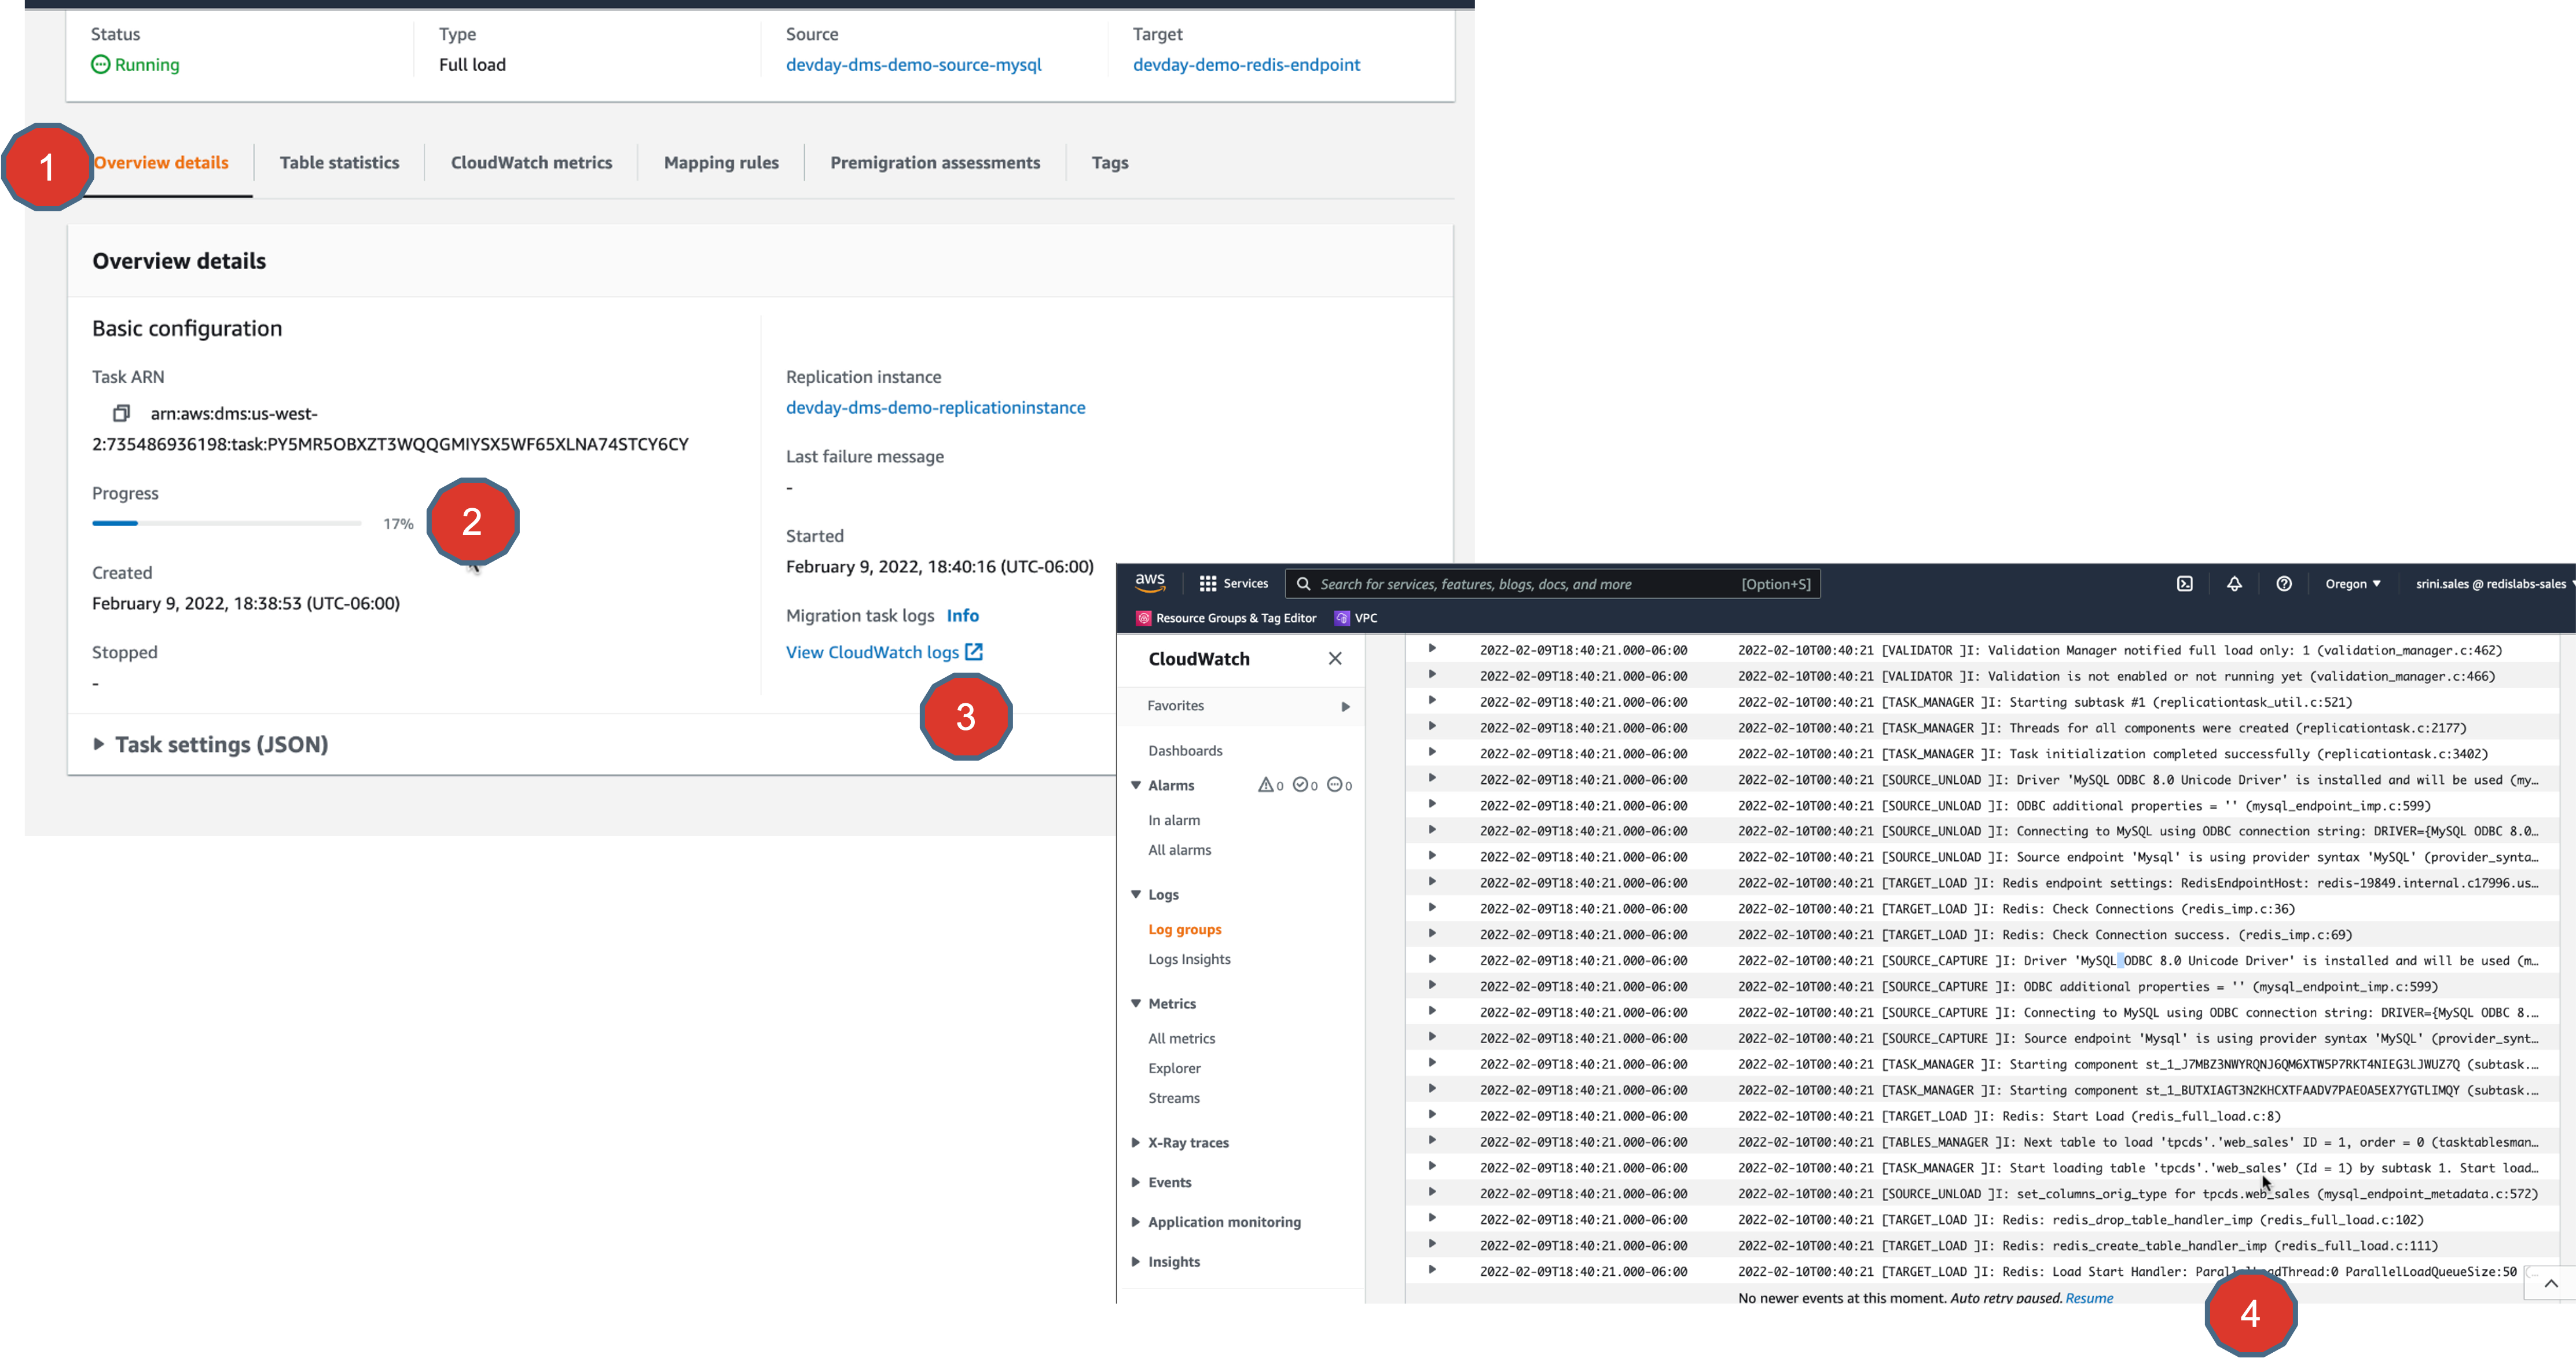 Status
Running
Type
Full load
Source
devday-dms-demo-source-mysql
Target
devday-demo-redis-endpoint
1
Overview details
Table statistics
CloudWatch metrics
Mapping rules
Premigration assessments
Tags
Overview details
Basic configuration
Task ARN
arn:aws:dms:us-west-
2:735486936198:task:PY5MR5OBXZT3WQQGMIYSX5WF65XLNA74STCY6CY
Progress
17%
2
Created
February 9, 2022, 18:38:53 (UTC-06:00)
Stopped
-
Replication instance
devday-dms-demo-replicationinstance
Last failure message
-
Started
February 9, 2022, 18:40:16 (UTC-06:00)
Migration task logs Info
View CloudWatch logs
3
Task settings (JSON)
aws
Services
Search for services, features, blogs, docs, and more [Option+S]
Oregon
srini.sales @ redislabs-sales
Resource Groups & Tag Editor
VPC
CloudWatch
Favorites
Dashboards
Alarms 0 0 0
In alarm
All alarms
Logs
Log groups
Logs Insights
Metrics
All metrics
Explorer
Streams
X-Ray traces
Events
Application monitoring
Insights
2022-02-09T18:40:21.000-06:00 2022-02-10T00:40:21 [VALIDATOR ]I: Validation Manager notified full load only: 1 (validation_manager.c:462)
2022-02-09T18:40:21.000-06:00 2022-02-10T00:40:21 [VALIDATOR ]I: Validation is not enabled or not running yet (validation_manager.c:466)
2022-02-09T18:40:21.000-06:00 2022-02-10T00:40:21 [TASK_MANAGER ]I: Starting subtask #1 (replicationtask_util.c:521)
2022-02-09T18:40:21.000-06:00 2022-02-10T00:40:21 [TASK_MANAGER ]I: Threads for all components were created (replicationtask.c:2177)
2022-02-09T18:40:21.000-06:00 2022-02-10T00:40:21 [TASK_MANAGER ]I: Task initialization completed successfully (replicationtask.c:3402)
2022-02-09T18:40:21.000-06:00 2022-02-10T00:40:21 [SOURCE_UNLOAD ]I: Driver 'MySQL ODBC 8.0 Unicode Driver' is installed and will be used (my…
2022-02-09T18:40:21.000-06:00 2022-02-10T00:40:21 [SOURCE_UNLOAD ]I: ODBC additional properties = '' (mysql_endpoint_imp.c:599)
2022-02-09T18:40:21.000-06:00 2022-02-10T00:40:21 [SOURCE_UNLOAD ]I: Connecting to MySQL using ODBC connection string: DRIVER={MySQL ODBC 8.0…
2022-02-09T18:40:21.000-06:00 2022-02-10T00:40:21 [SOURCE_UNLOAD ]I: Source endpoint 'Mysql' is using provider syntax 'MySQL' (provider_synta…
2022-02-09T18:40:21.000-06:00 2022-02-10T00:40:21 [TARGET_LOAD ]I: Redis endpoint settings: RedisEndpointHost: redis-19849.internal.c17996.us…
2022-02-09T18:40:21.000-06:00 2022-02-10T00:40:21 [TARGET_LOAD ]I: Redis: Check Connections (redis_imp.c:36)
2022-02-09T18:40:21.000-06:00 2022-02-10T00:40:21 [TARGET_LOAD ]I: Redis: Check Connection success. (redis_imp.c:69)
2022-02-09T18:40:21.000-06:00 2022-02-10T00:40:21 [SOURCE_CAPTURE ]I: Driver 'MySQL ODBC 8.0 Unicode Driver' is installed and will be used (m…
2022-02-09T18:40:21.000-06:00 2022-02-10T00:40:21 [SOURCE_CAPTURE ]I: ODBC additional properties = '' (mysql_endpoint_imp.c:599)
2022-02-09T18:40:21.000-06:00 2022-02-10T00:40:21 [SOURCE_CAPTURE ]I: Connecting to MySQL using ODBC connection string: DRIVER={MySQL ODBC 8.…
2022-02-09T18:40:21.000-06:00 2022-02-10T00:40:21 [SOURCE_CAPTURE ]I: Source endpoint 'Mysql' is using provider syntax 'MySQL' (provider_synt…
2022-02-09T18:40:21.000-06:00 2022-02-10T00:40:21 [TASK_MANAGER ]I: Starting component st_1_J7MBZ3NWYRQNJ6QM6XTW5P7RKT4NIEG3LJWUZ7Q (subtask.…
2022-02-09T18:40:21.000-06:00 2022-02-10T00:40:21 [TASK_MANAGER ]I: Starting component st_1_BUTXIAGT3N2KHCXTFAADV7PAEOA5EX7YGTLIMQY (subtask.…
2022-02-09T18:40:21.000-06:00 2022-02-10T00:40:21 [TARGET_LOAD ]I: Redis: Start Load (redis_full_load.c:8)
2022-02-09T18:40:21.000-06:00 2022-02-10T00:40:21 [TABLES_MANAGER ]I: Next table to load 'tpcds'.'web_sales' ID = 1, order = 0 (tasktablesman…
2022-02-09T18:40:21.000-06:00 2022-02-10T00:40:21 [TASK_MANAGER ]I: Start loading table 'tpcds'.'web_sales' (Id = 1) by subtask 1. Start load…
2022-02-09T18:40:21.000-06:00 2022-02-10T00:40:21 [SOURCE_UNLOAD ]I: set_columns_orig_type for tpcds.web_sales (mysql_endpoint_metadata.c:572)
2022-02-09T18:40:21.000-06:00 2022-02-10T00:40:21 [TARGET_LOAD ]I: Redis: redis_drop_table_handler_imp (redis_full_load.c:102)
2022-02-09T18:40:21.000-06:00 2022-02-10T00:40:21 [TARGET_LOAD ]I: Redis: redis_create_table_handler_imp (redis_full_load.c:111)
2022-02-09T18:40:21.000-06:00 2022-02-10T00:40:21 [TARGET_LOAD ]I: Redis: Load Start Handler: ParallelLoadThread:0 ParallelLoadQueueSize:50 (…
No newer events at this moment. Auto retry paused. Resume
4